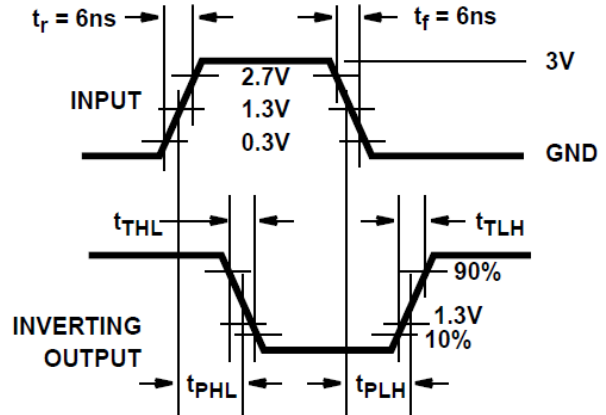 tr = 6ns
tf = 6ns
3V
2.7V
INPUT
1.3V
0.3V
GND
tTHL
tTLH
90%
INVERTING
OUTPUT
1.3V
10%
tPHL
tPLH